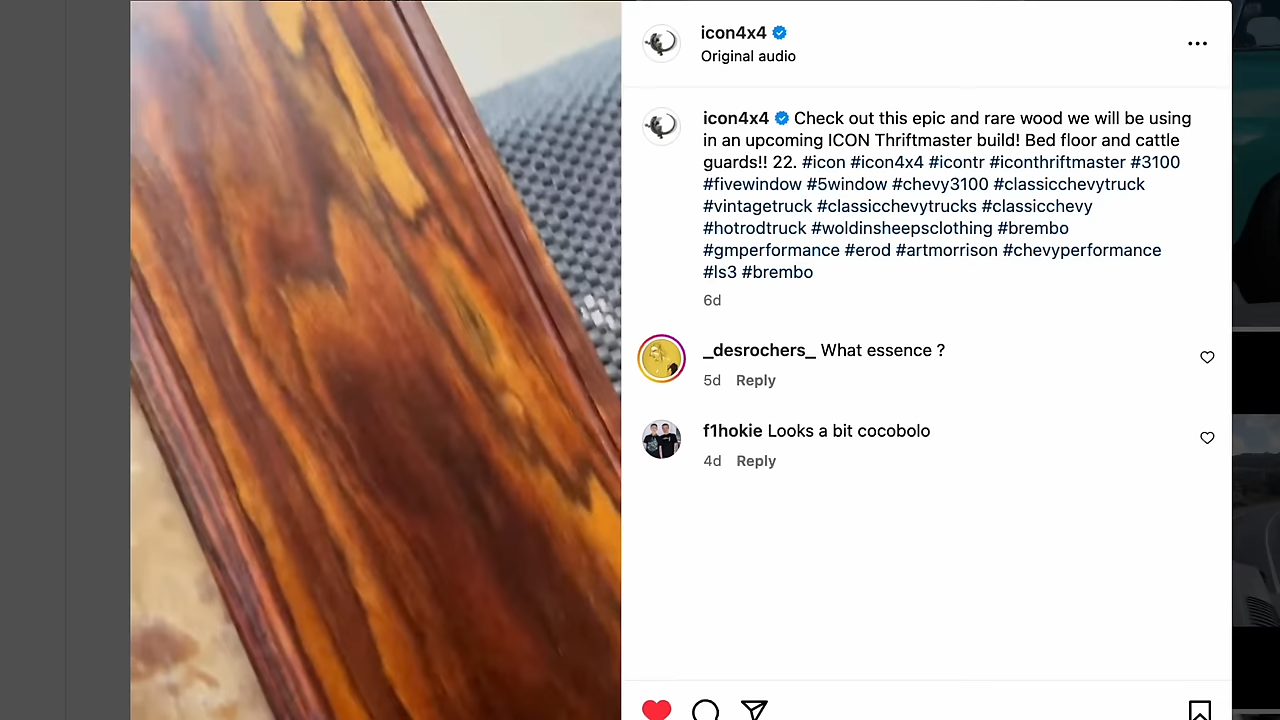 icon4x4
Original audio
icon4x4 Check out this epic and rare wood we will be using
in an upcoming ICON Thriftmaster build! Bed floor and cattle
guards!! 22. #icon #icon4x4 #icontr #iconthriftmaster #3100
#fivewindow #5window #chevy3100 #classicchevytruck
#vintagetruck #classicchevytrucks #classicchevy
#hotrodtruck #woldinsheepsclothing #brembo
#gmperformance #erod #artmorrison #chevyperformance
#ls3 #brembo
6d
_desrochers_ What essence ?
5d Reply
f1hokie Looks a bit cocobolo
4d Reply